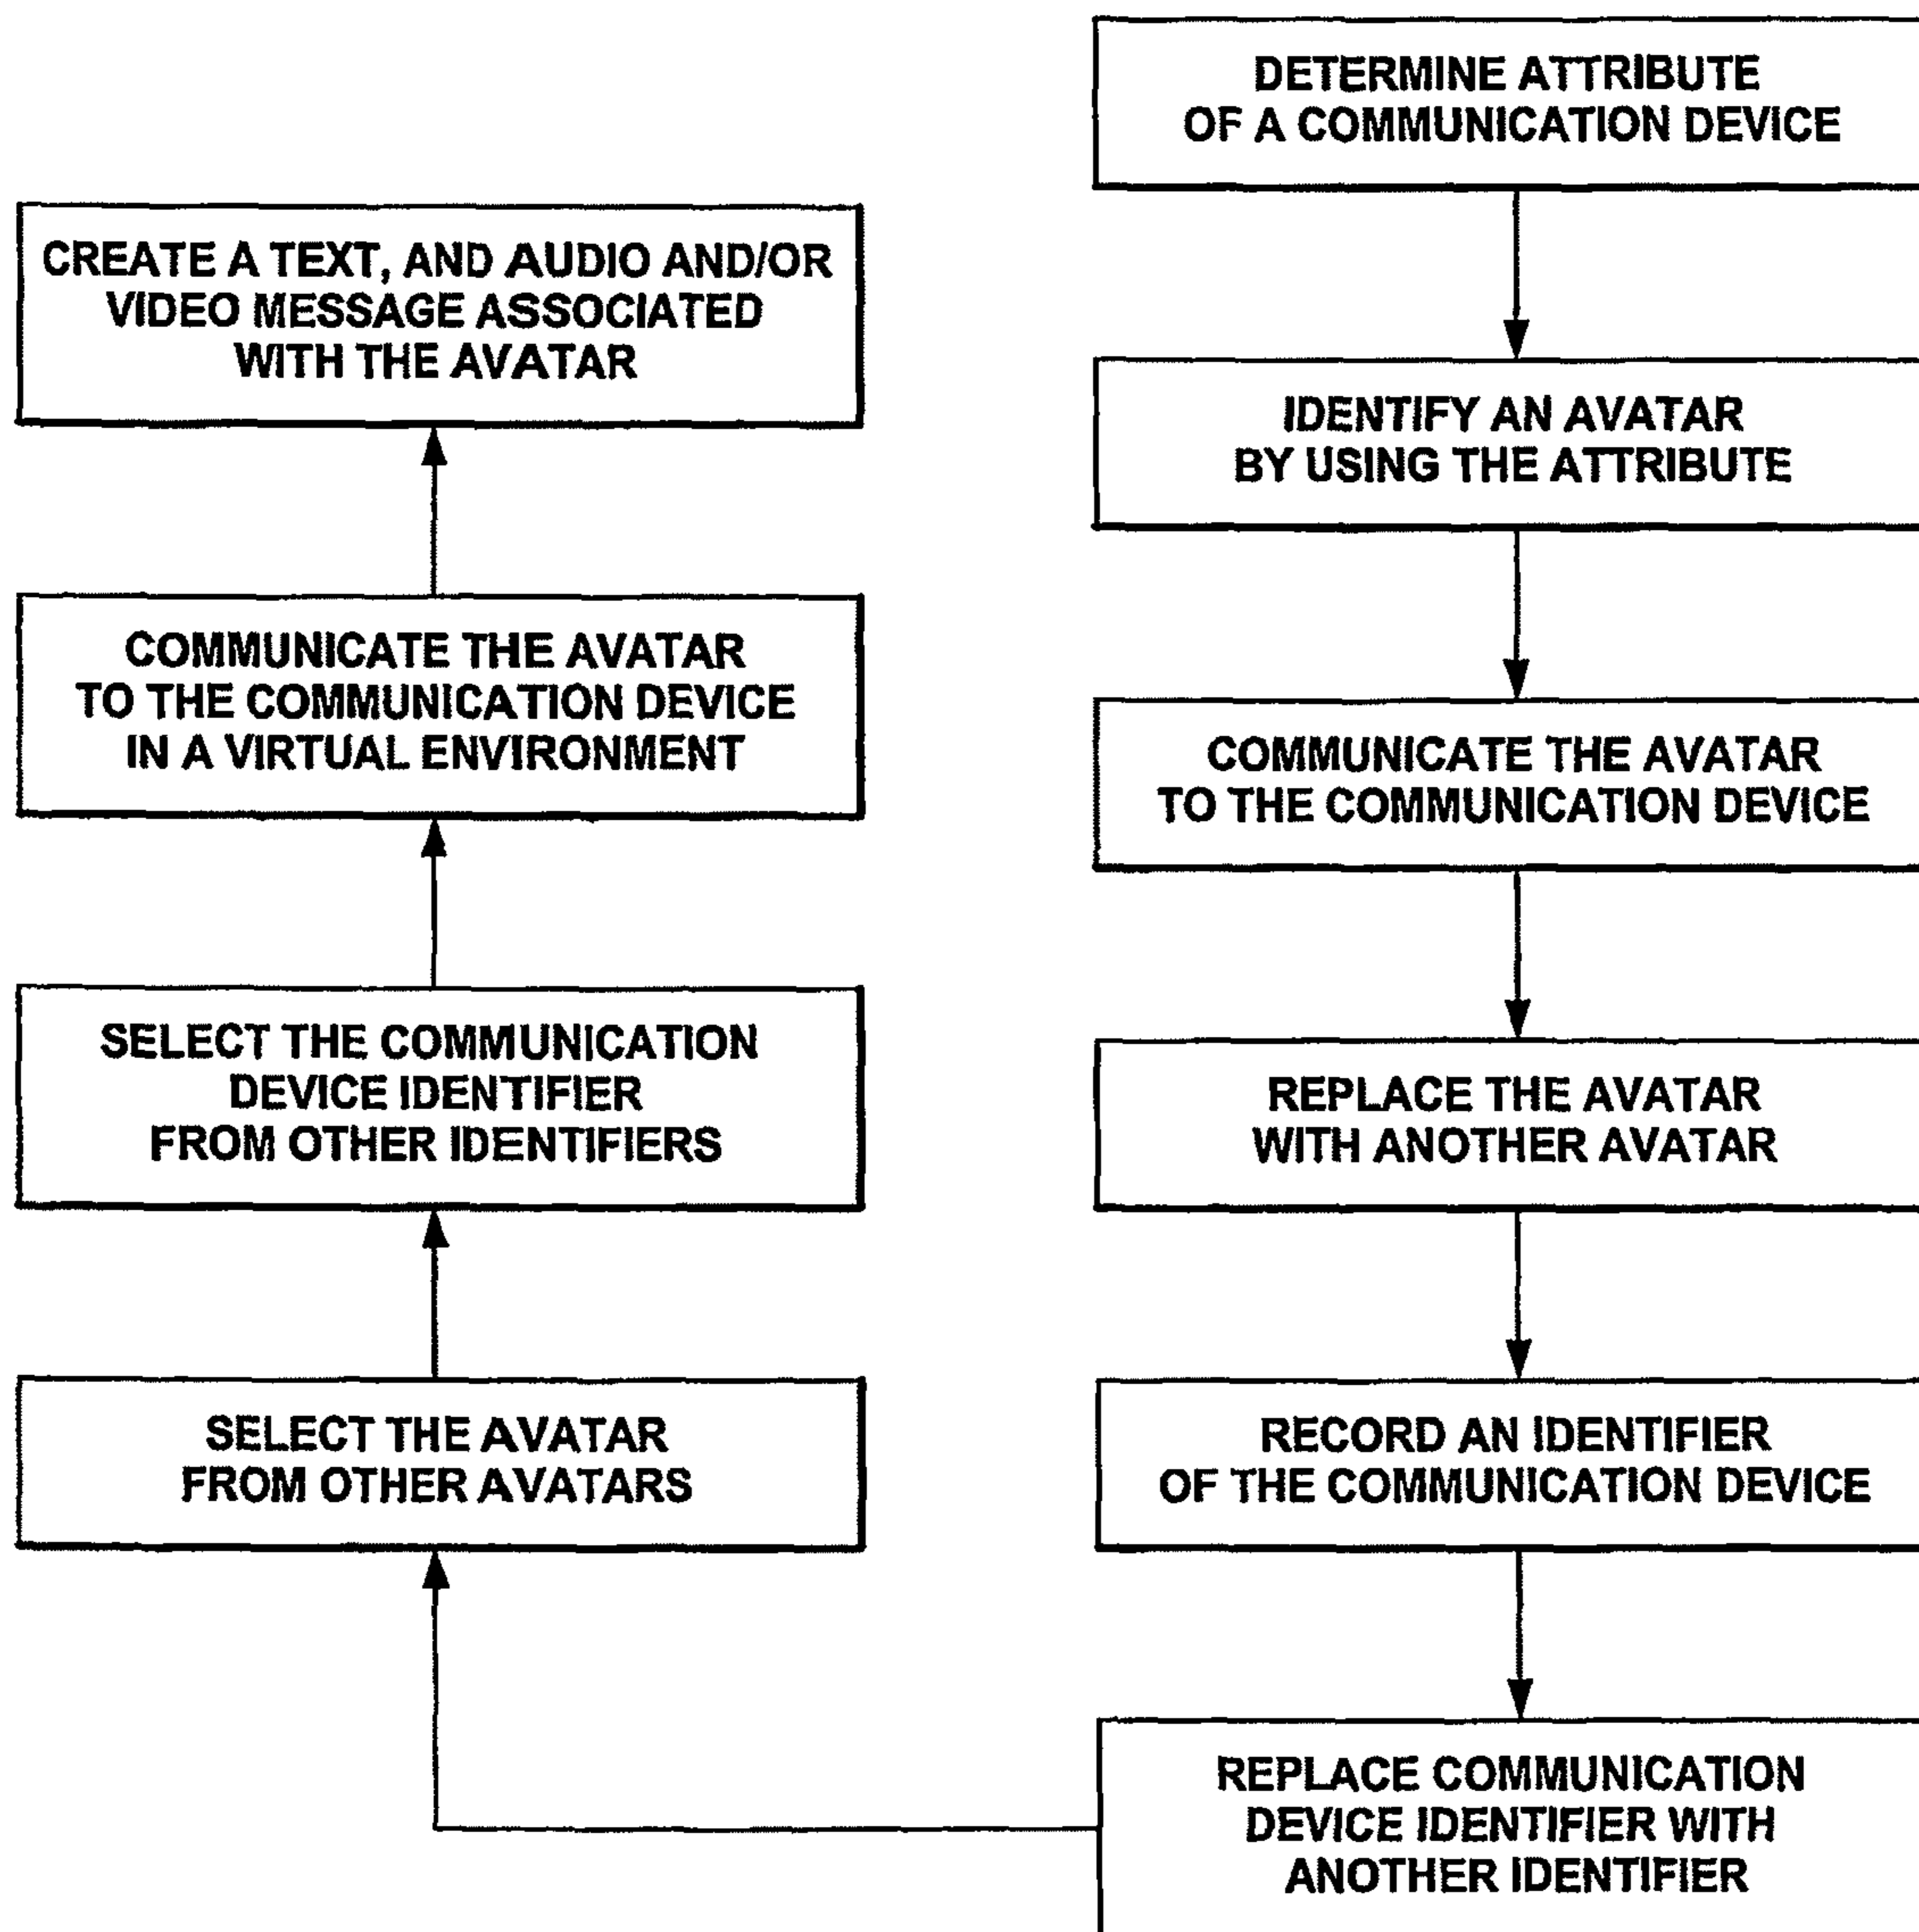 DETERMINE ATTRIBUTE
OF A COMMUNICATION DEVICE
IDENTIFY AN AVATAR
BY USING THE ATTRIBUTE
COMMUNICATE THE AVATAR
TO THE COMMUNICATION DEVICE
REPLACE THE AVATAR
WITH ANOTHER AVATAR
RECORD AN IDENTIFIER
OF THE COMMUNICATION DEVICE
REPLACE COMMUNICATION
DEVICE IDENTIFIER WITH
ANOTHER IDENTIFIER
SELECT THE AVATAR
FROM OTHER AVATARS
SELECT THE COMMUNICATION
DEVICE IDENTIFIER
FROM OTHER IDENTIFIERS
COMMUNICATE THE AVATAR
TO THE COMMUNICATION DEVICE
IN A VIRTUAL ENVIRONMENT
CREATE A TEXT, AND AUDIO AND/OR
VIDEO MESSAGE ASSOCIATED
WITH THE AVATAR